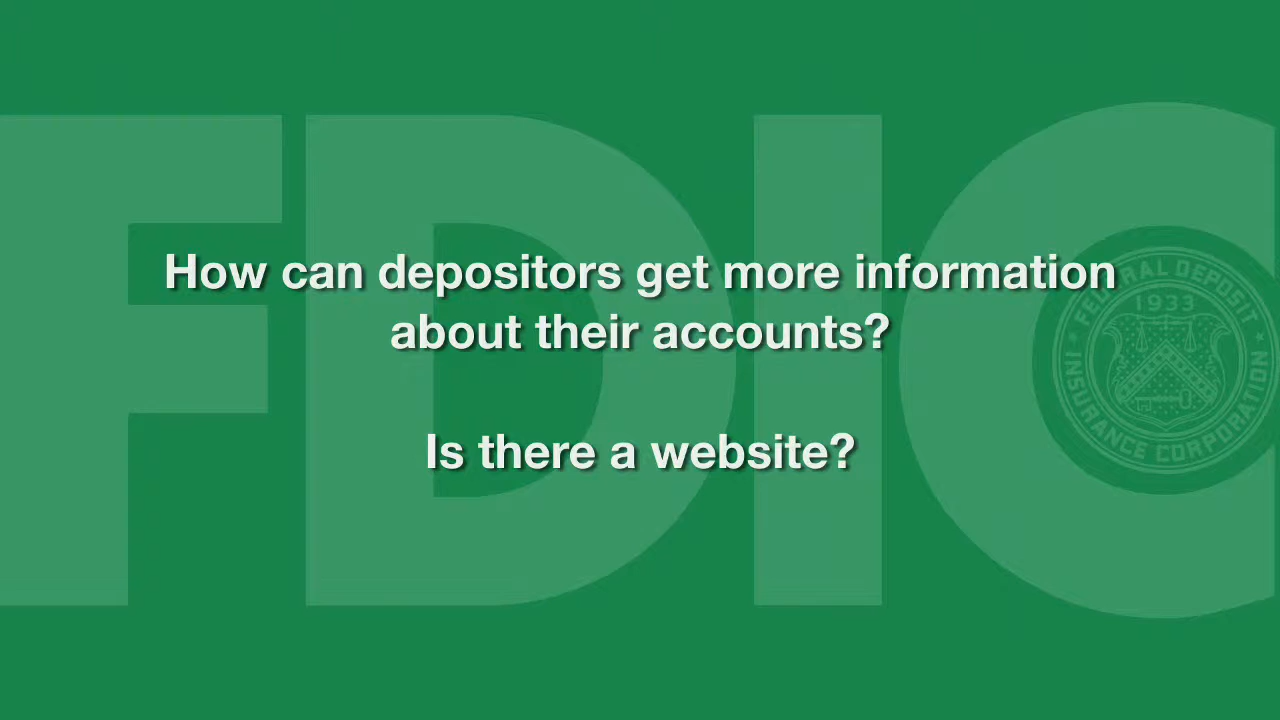 FDIC
How can depositors get more information
about their accounts?
Is there a website?
FEDERAL DEPOSIT
INSURANCE CORPORATION
1933